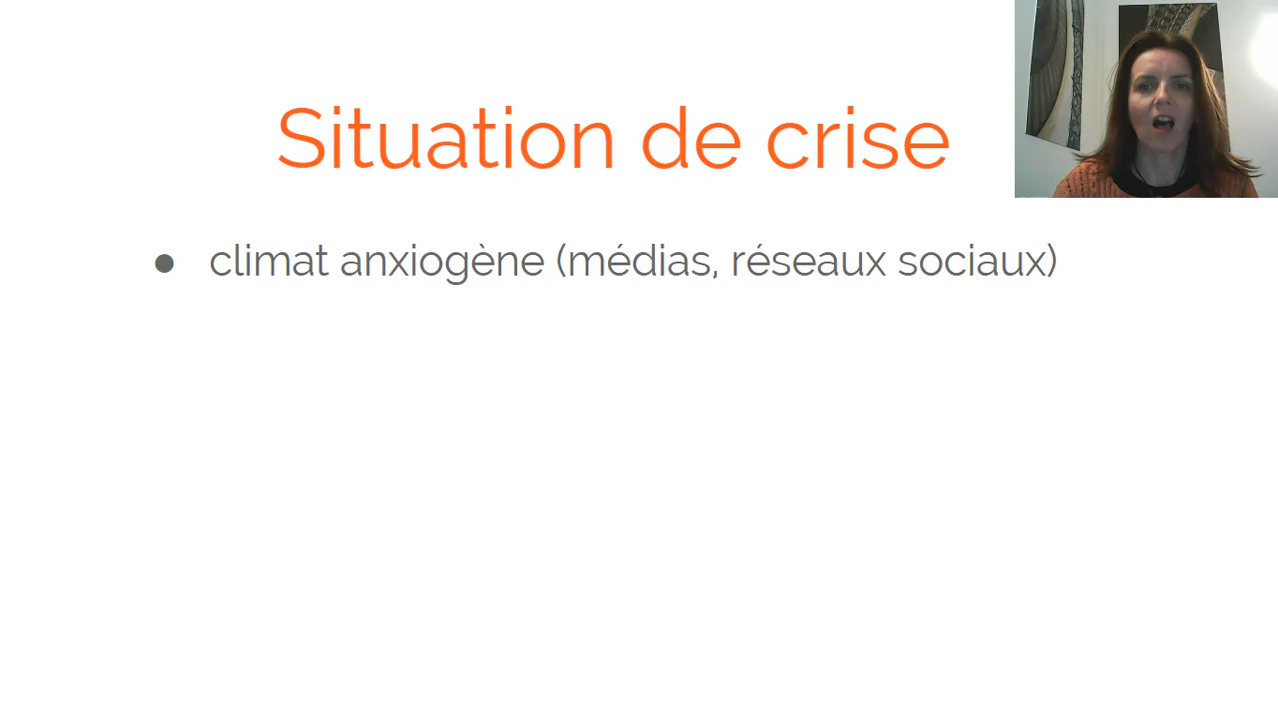 Situation de crise
● climat anxiogène (médias, réseaux sociaux)